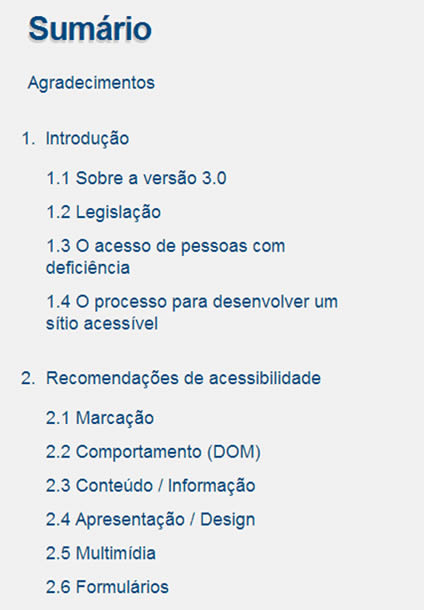 Sumário
Agradecimentos
1. Introdução
1.1 Sobre a versão 3.0
1.2 Legislação
1.3 O acesso de pessoas com
deficiência
1.4 O processo para desenvolver um
sítio acessível
2. Recomendações de acessibilidade
2.1 Marcação
2.2 Comportamento (DOM)
2.3 Conteúdo / Informação
2.4 Apresentação / Design
2.5 Multimídia
2.6 Formulários